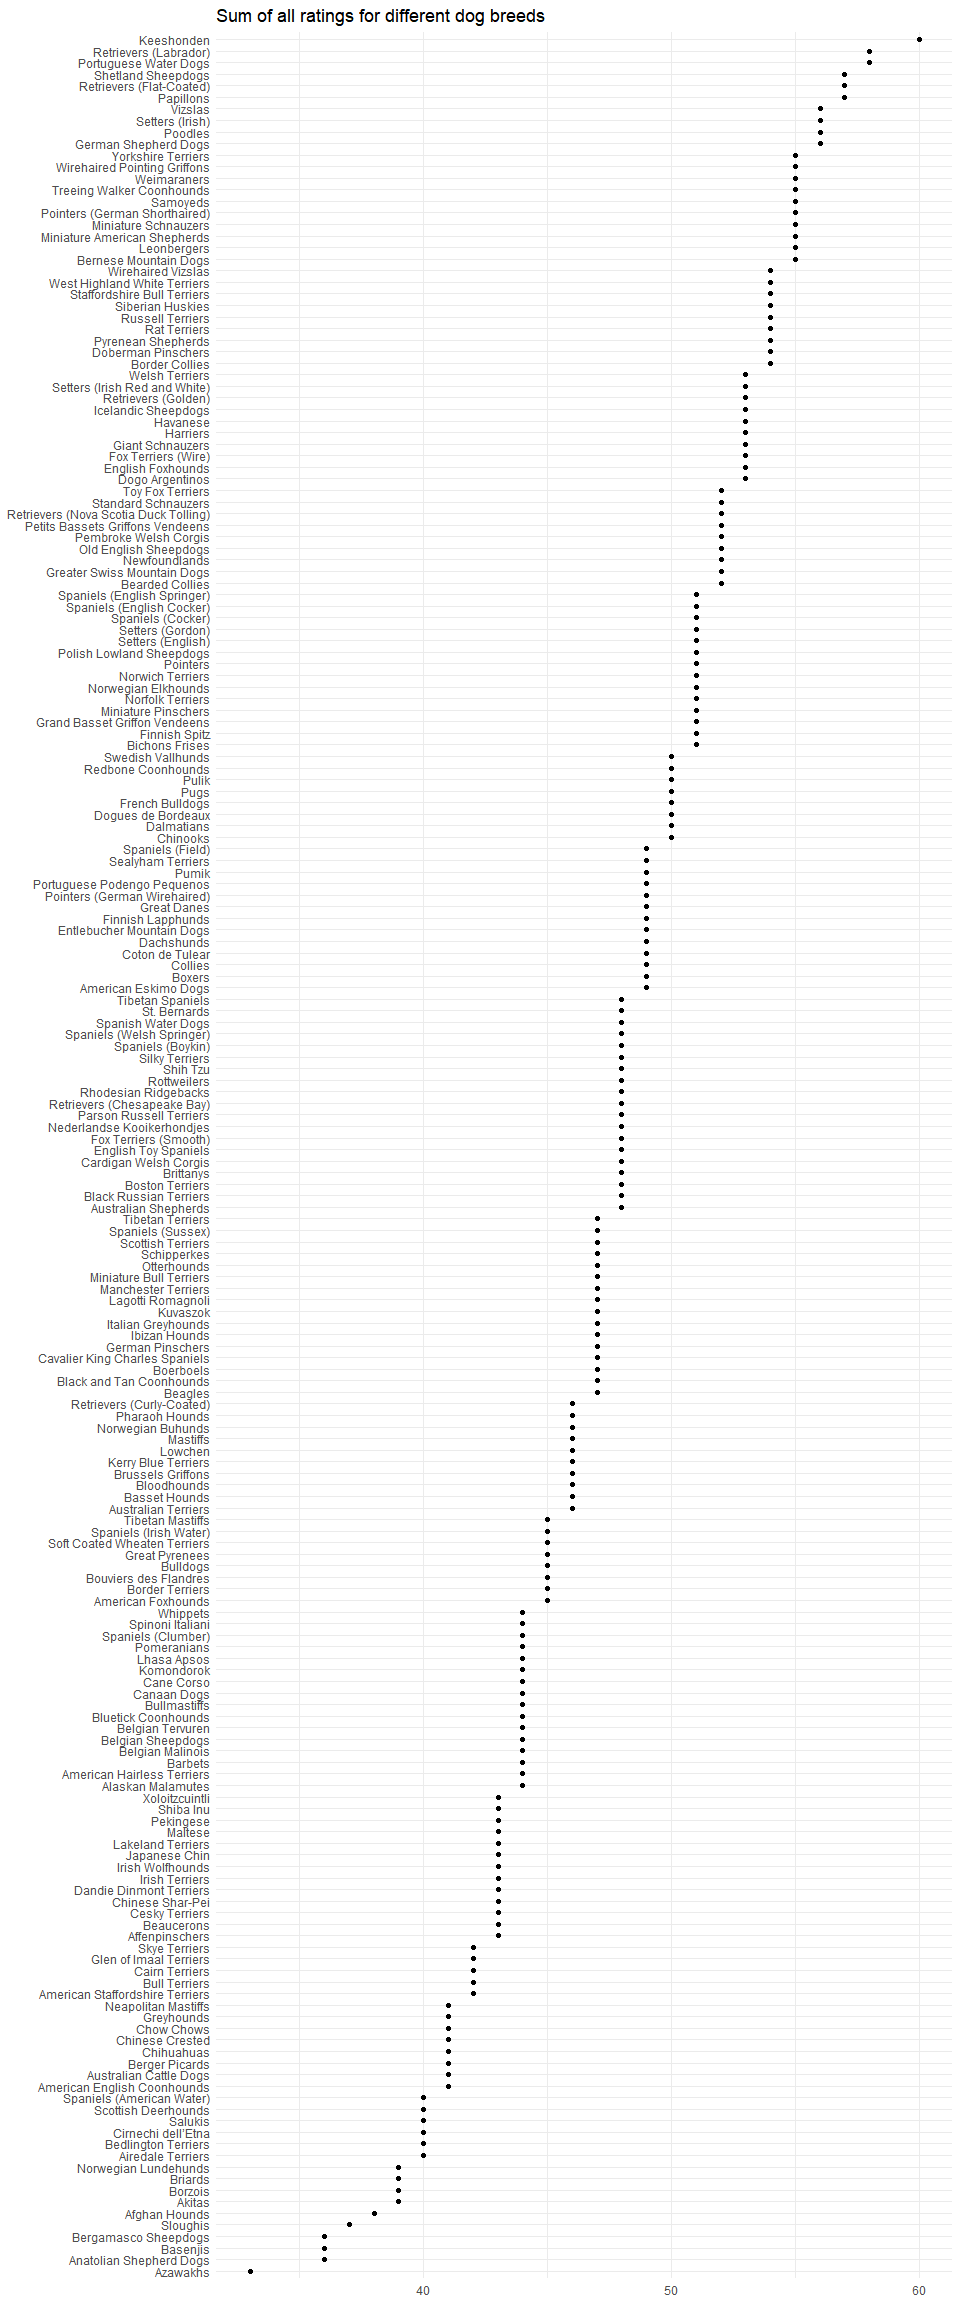 Sum of all ratings for different dog breeds
Keeshonden
Retrievers (Labrador)
Portuguese Water Dogs
Shetland Sheepdogs
Retrievers (Flat-Coated)
Papillons
Vizslas
Setters (Irish)
Poodles
German Shepherd Dogs
Yorkshire Terriers
Wirehaired Pointing Griffons
Weimaraners
Treeing Walker Coonhounds
Samoyeds
Pointers (German Shorthaired)
Miniature Schnauzers
Miniature American Shepherds
Leonbergers
Bernese Mountain Dogs
Wirehaired Vizslas
West Highland White Terriers
Staffordshire Bull Terriers
Siberian Huskies
Russell Terriers
Rat Terriers
Pyrenean Shepherds
Doberman Pinschers
Border Collies
Welsh Terriers
Setters (Irish Red and White)
Retrievers (Golden)
Icelandic Sheepdogs
Havanese
Harriers
Giant Schnauzers
Fox Terriers (Wire)
English Foxhounds
Dogo Argentinos
Toy Fox Terriers
Standard Schnauzers
Retrievers (Nova Scotia Duck Tolling)
Petits Bassets Griffons Vendeens
Pembroke Welsh Corgis
Old English Sheepdogs
Newfoundlands
Greater Swiss Mountain Dogs
Bearded Collies
Spaniels (English Springer)
Spaniels (English Cocker)
Spaniels (Cocker)
Setters (Gordon)
Setters (English)
Polish Lowland Sheepdogs
Pointers
Norwich Terriers
Norwegian Elkhounds
Norfolk Terriers
Miniature Pinschers
Grand Basset Griffon Vendeens
Finnish Spitz
Bichons Frises
Swedish Vallhunds
Redbone Coonhounds
Pulik
Pugs
French Bulldogs
Dogues de Bordeaux
Dalmatians
Chinooks
Spaniels (Field)
Sealyham Terriers
Pumik
Portuguese Podengo Pequenos
Pointers (German Wirehaired)
Great Danes
Finnish Lapphunds
Entlebucher Mountain Dogs
Dachshunds
Coton de Tulear
Collies
Boxers
American Eskimo Dogs
Tibetan Spaniels
St. Bernards
Spanish Water Dogs
Spaniels (Welsh Springer)
Spaniels (Boykin)
Silky Terriers
Shih Tzu
Rottweilers
Rhodesian Ridgebacks
Retrievers (Chesapeake Bay)
Parson Russell Terriers
Nederlandse Kooikerhondjes
Fox Terriers (Smooth)
English Toy Spaniels
Cardigan Welsh Corgis
Brittanys
Boston Terriers
Black Russian Terriers
Australian Shepherds
Tibetan Terriers
Spaniels (Sussex)
Scottish Terriers
Schipperkes
Otterhounds
Miniature Bull Terriers
Manchester Terriers
Lagotti Romagnoli
Kuvaszok
Italian Greyhounds
Ibizan Hounds
German Pinschers
Cavalier King Charles Spaniels
Boerboels
Black and Tan Coonhounds
Beagles
Retrievers (Curly-Coated)
Pharaoh Hounds
Norwegian Buhunds
Mastiffs
Lowchen
Kerry Blue Terriers
Brussels Griffons
Bloodhounds
Basset Hounds
Australian Terriers
Tibetan Mastiffs
Spaniels (Irish Water)
Soft Coated Wheaten Terriers
Great Pyrenees
Bulldogs
Bouviers des Flandres
Border Terriers
American Foxhounds
Whippets
Spinoni Italiani
Spaniels (Clumber)
Pomeranians
Lhasa Apsos
Komondorok
Cane Corso
Canaan Dogs
Bullmastiffs
Bluetick Coonhounds
Belgian Tervuren
Belgian Sheepdogs
Belgian Malinois
Barbets
American Hairless Terriers
Alaskan Malamutes
Xoloitzcuintli
Shiba Inu
Pekingese
Maltese
Lakeland Terriers
Japanese Chin
Irish Wolfhounds
Irish Terriers
Dandie Dinmont Terriers
Chinese Shar-Pei
Cesky Terriers
Beaucerons
Affenpinschers
Skye Terriers
Glen of Imaal Terriers
Cairn Terriers
Bull Terriers
American Staffordshire Terriers
Neapolitan Mastiffs
Greyhounds
Chow Chows
Chinese Crested
Chihuahuas
Berger Picards
Australian Cattle Dogs
American English Coonhounds
Spaniels (American Water)
Scottish Deerhounds
Salukis
Cirnechi dell'Etna
Bedlington Terriers
Airedale Terriers
Norwegian Lundehunds
Briards
Borzois
Akitas
Afghan Hounds
Sloughis
Bergamasco Sheepdogs
Basenjis
Anatolian Shepherd Dogs
Azawakhs
40 50 60